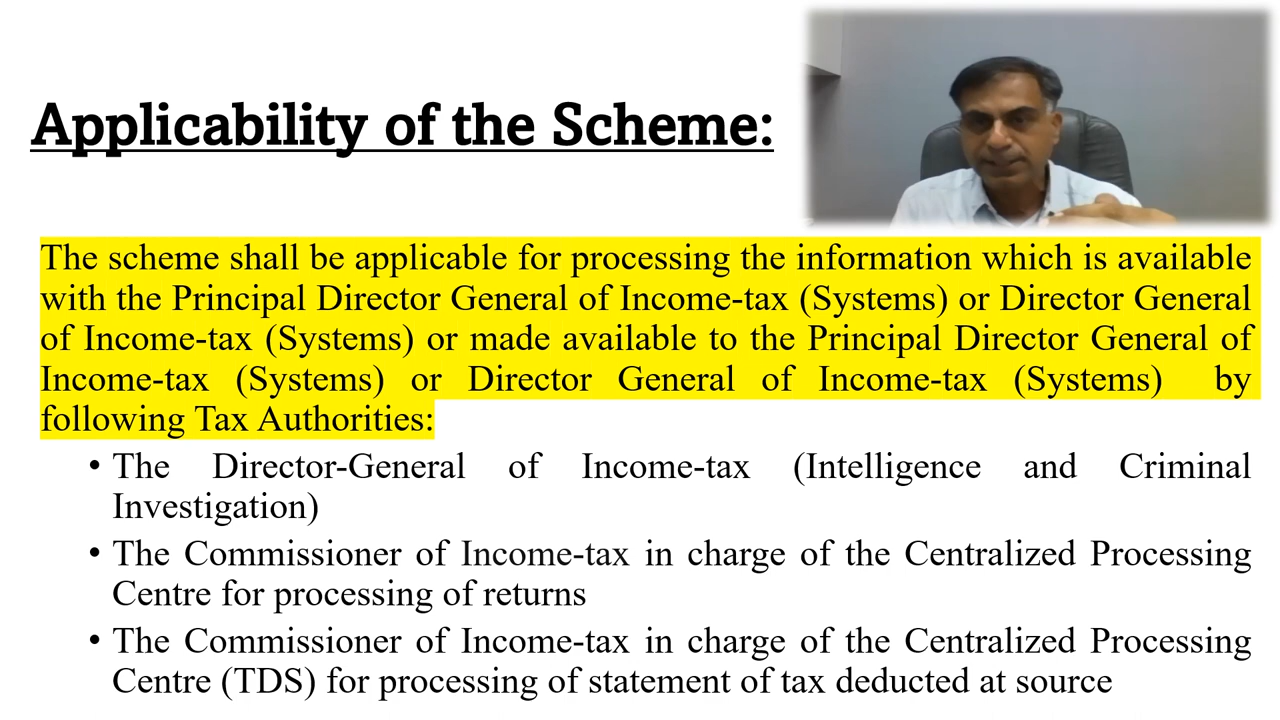 Applicability of the Scheme:
The scheme shall be applicable for processing the information which is available
with the Principal Director General of Income-tax (Systems) or Director General
of Income-tax (Systems) or made available to the Principal Director General of
Income-tax (Systems) or Director General of Income-tax (Systems) by
following Tax Authorities:
• The Director-General of Income-tax (Intelligence and Criminal
Investigation)
• The Commissioner of Income-tax in charge of the Centralized Processing
Centre for processing of returns
• The Commissioner of Income-tax in charge of the Centralized Processing
Centre (TDS) for processing of statement of tax deducted at source